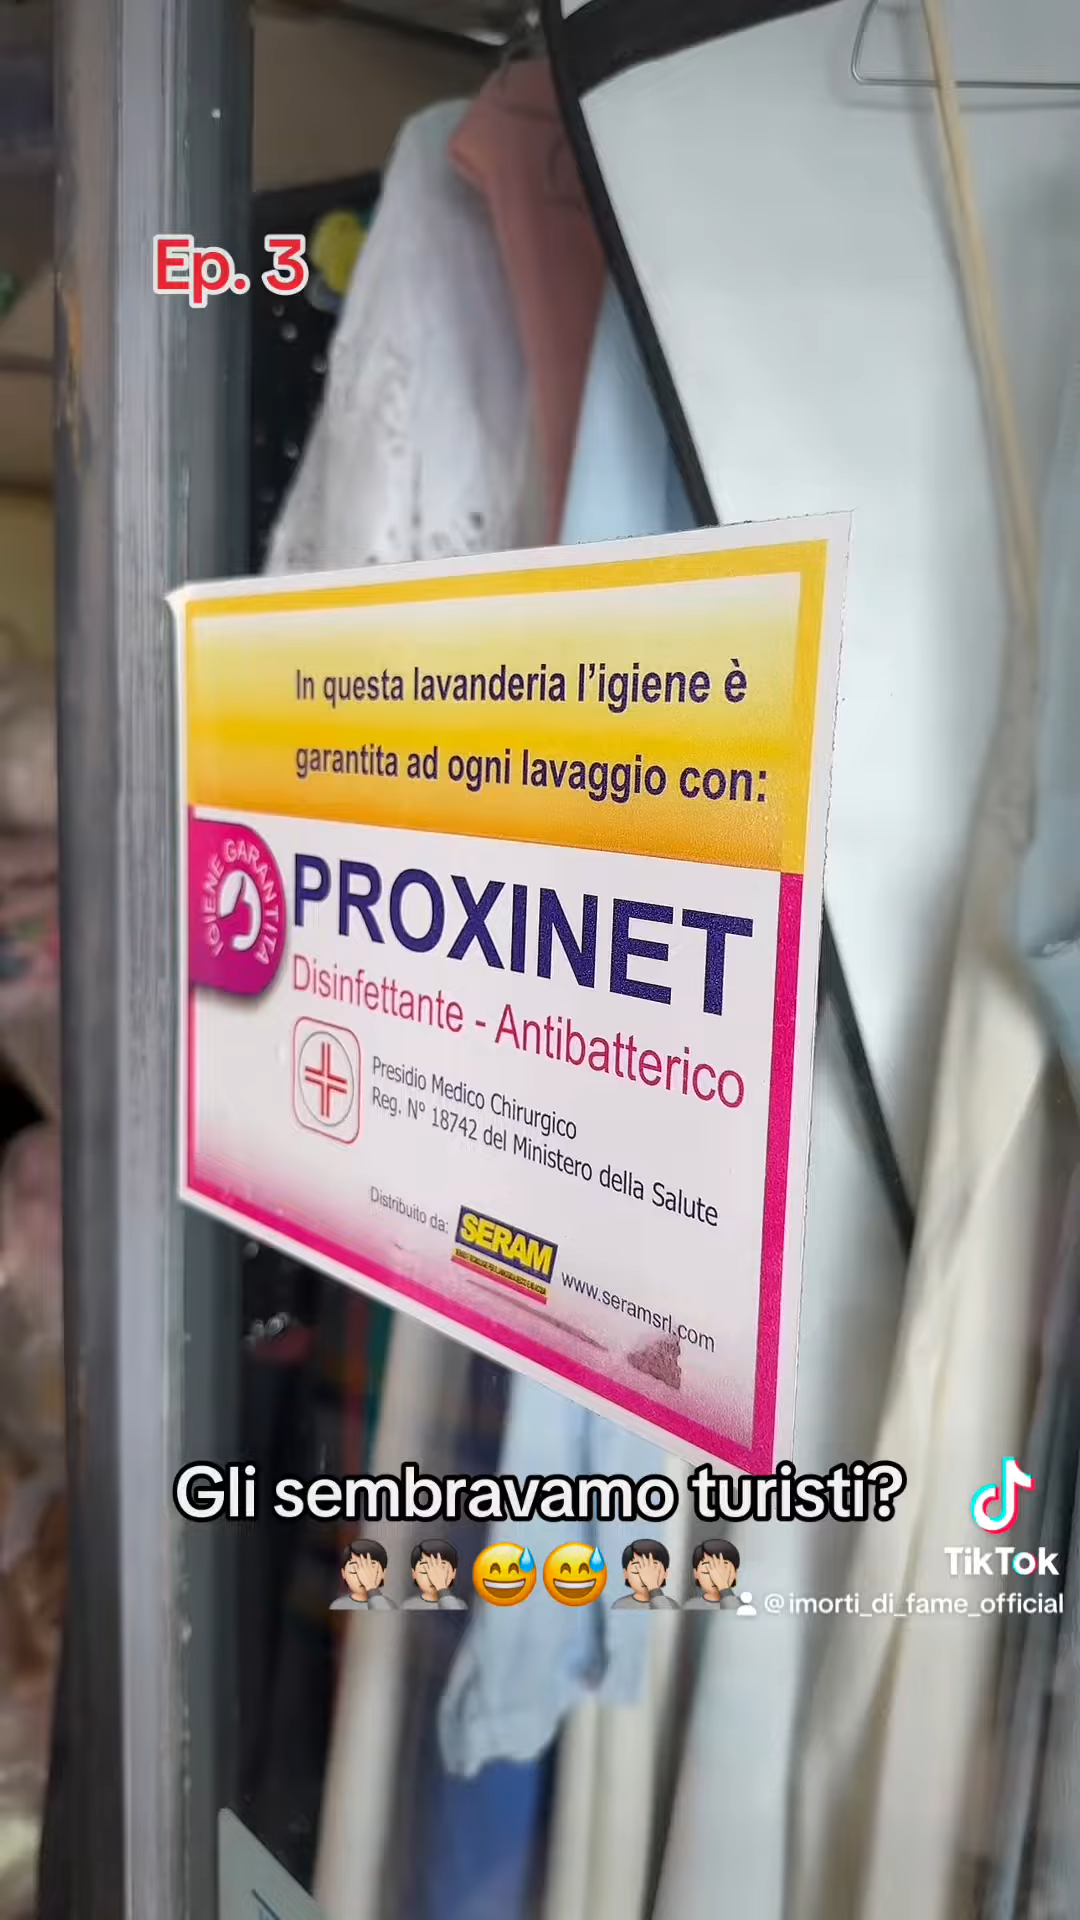 Ep. 3
In questa lavanderia l'igiene è
garantita ad ogni lavaggio con:
IGIENE GARANTITA
PROXINET
Disinfettante - Antibatterico
Presidio Medico Chirurgico
Reg. N° 18742 del Ministero della Salute
Distribuito da:
SERAM
www.seramsrl.com
Gli sembravamo turisti?
🤦🏻🤦🏻😅😅🤦🏻🤦🏻
TikTok
@imorti_di_fame_official